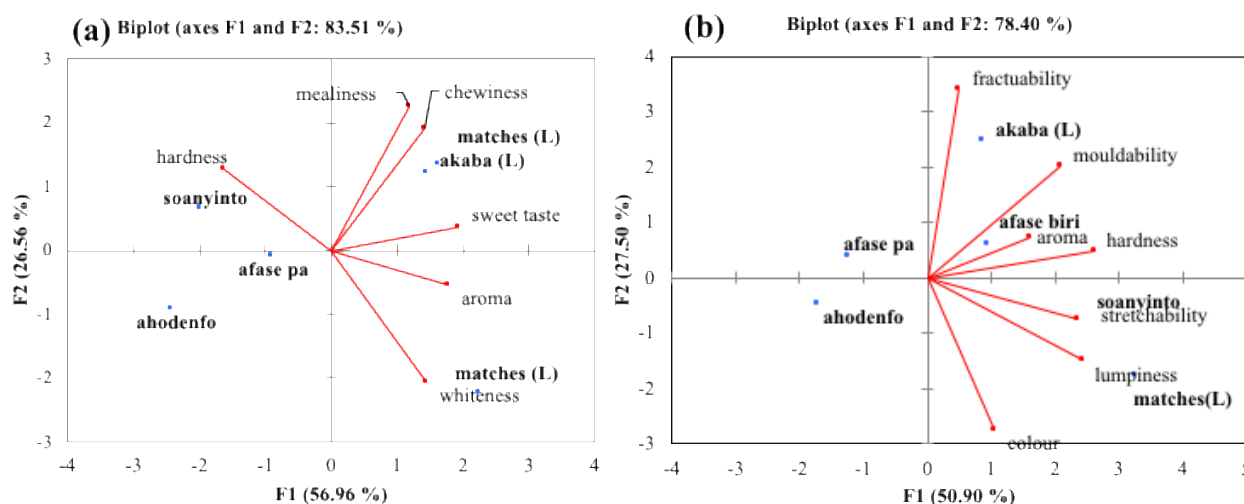 (a) Biplot (axes F1 and F2: 83.51 %)
3
mealiness
chewiness
2
matches (L)
hardness
akaba (L)
1
soanyinto
sweet taste
0
afase pa
aroma
-1
ahodenfo
-2
matches (L)
whiteness
-3
-4 -3 -2 -1 0 1 2 3 4
F1 (56.96 %)
F2 (26.56 %)
(b) Biplot (axes F1 and F2: 78.40 %)
4
fractuability
3
akaba (L)
2
mouldability
1
afase biri
afase pa
aroma
hardness
0
ahodenfo
soanyinto
stretchability
-1
lumpiness
-2
matches(L)
-3
colour
-4 -3 -2 -1 0 1 2 3 4 5
F1 (50.90 %)
F2 (27.50 %)